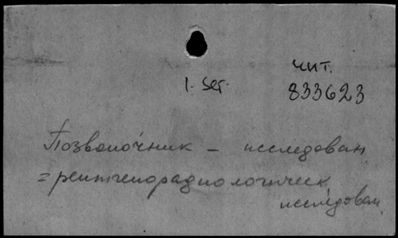 чит.
1. ser.
833623
Позвоночник – исследован
= рентгенорадиологическ
исследован